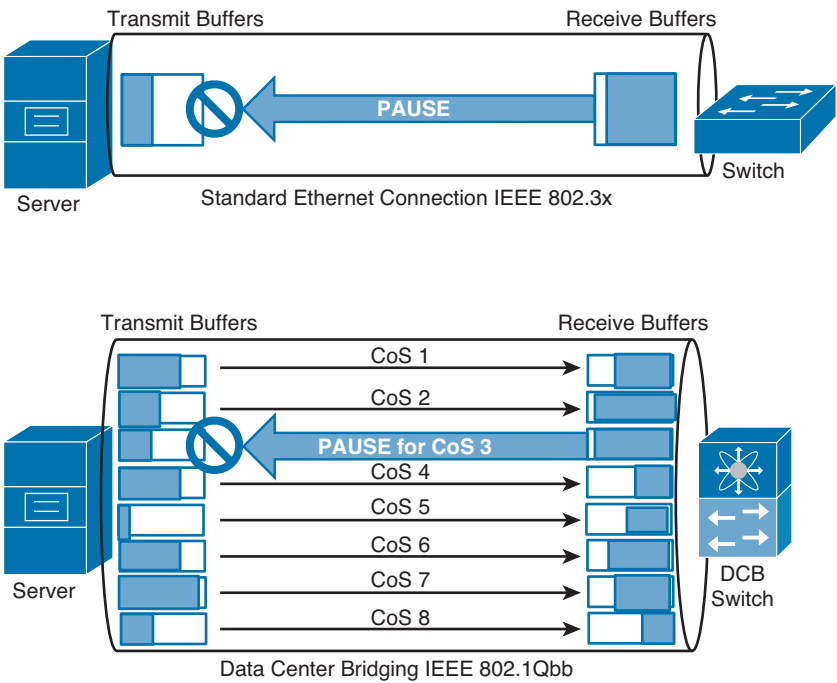 Transmit Buffers
Receive Buffers
PAUSE
Server
Switch
Standard Ethernet Connection IEEE 802.3x
Transmit Buffers
Receive Buffers
CoS 1
CoS 2
PAUSE for CoS 3
CoS 4
CoS 5
CoS 6
CoS 7
CoS 8
Server
DCB
Switch
Data Center Bridging IEEE 802.1Qbb